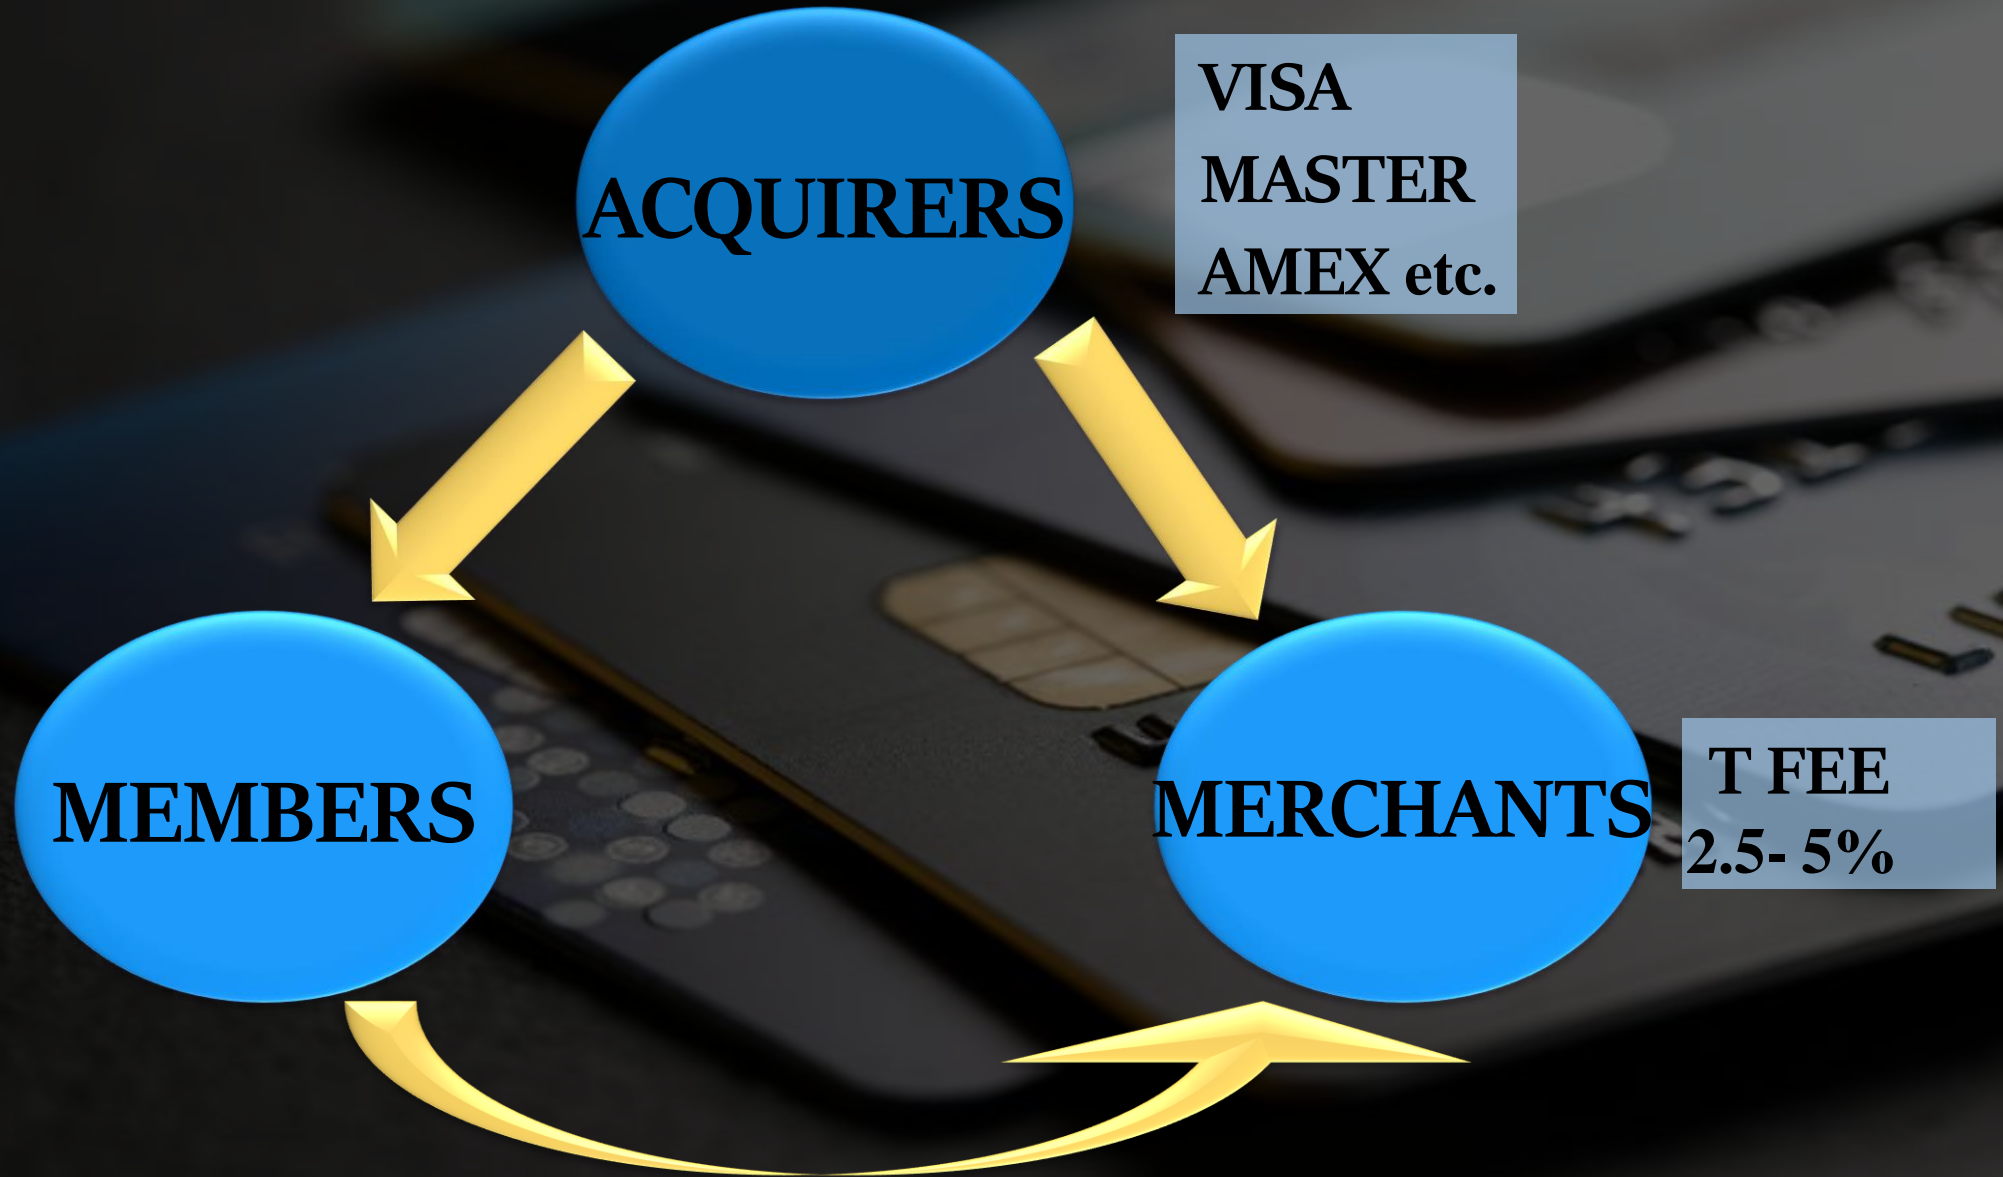 ACQUIRERS
VISA
MASTER
AMEX etc.
MEMBERS
MERCHANTS
T FEE
2.5- 5%